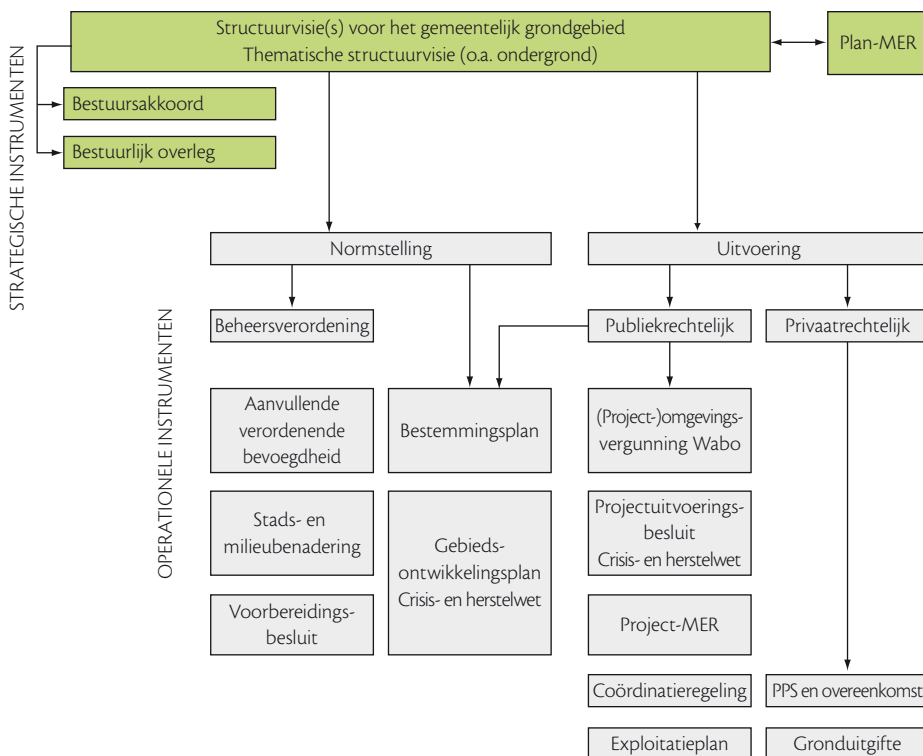 Structuurvisie(s) voor het gemeentelijk grondgebied
Thematische structuurvisie (o.a. ondergrond)
Plan-MER
STRATEGISCHE INSTRUMENTEN
Bestuursakkoord
Bestuurlijk overleg
Normstelling
Uitvoering
OPERATIONELE INSTRUMENTEN
Beheersverordening
Publiekrechtelijk
Privaatrechtelijk
Aanvullende
verordenende
bevoegdheid
Bestemmingsplan
(Project-)omgevings-
vergunning Wabo
Stads- en
milieubenadering
Gebieds-
ontwikkelingsplan
Crisis- en herstelwet
Projectuitvoerings-
besluit
Crisis- en herstelwet
Voorbereidings-
besluit
Project-MER
Coördinatieregeling
PPS en overeenkomst
Exploitatieplan
Gronduitgifte